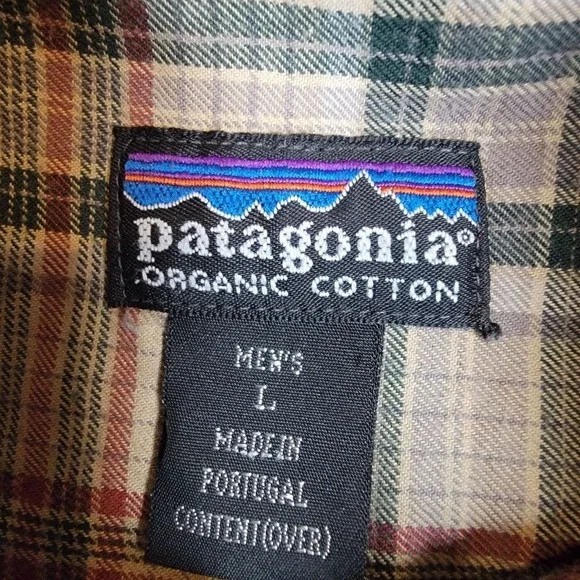 patagonia®
ORGANIC COTTON
MEN'S
L
MADE IN
PORTUGAL
CONTENT(OVER)